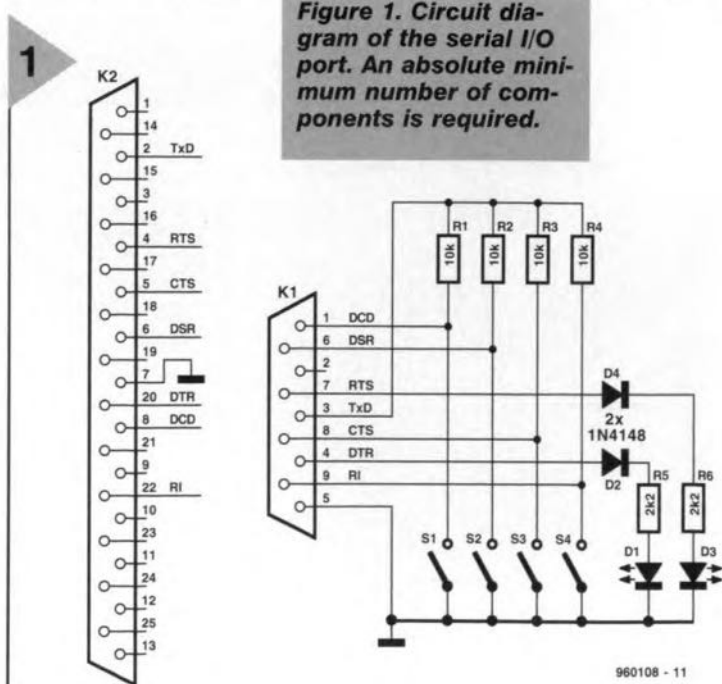 1
Figure 1. Circuit dia-
gram of the serial I/O
port. An absolute mini-
mum number of com-
ponents is required.
K2
1
14
2 TxD
15
3
16
4 RTS
17
5 CTS
18
6 DSR
19
7
20 DTR
8 DCD
21
9
22 RI
10
23
11
24
12
25
13
K1
1 DCD
6 DSR
2
7 RTS
3 TxD
8 CTS
4 DTR
9 RI
5
R1 R2 R3 R4
10k 10k 10k 10k
D4
2x
1N4148
D2
R5 R6
2k2 2k2
S1 S2 S3 S4
D1 D3
960108 - 11